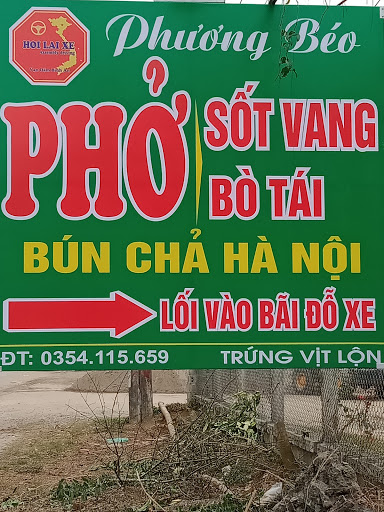 HỘI LÁI XE
Phương Béo
PHỞ
SỐT VANG
BÒ TÁI
BÚN CHẢ HÀ NỘI
LỐI VÀO BÃI ĐỖ XE
ĐT: 0354.115.659
TRỨNG VỊT LỘN